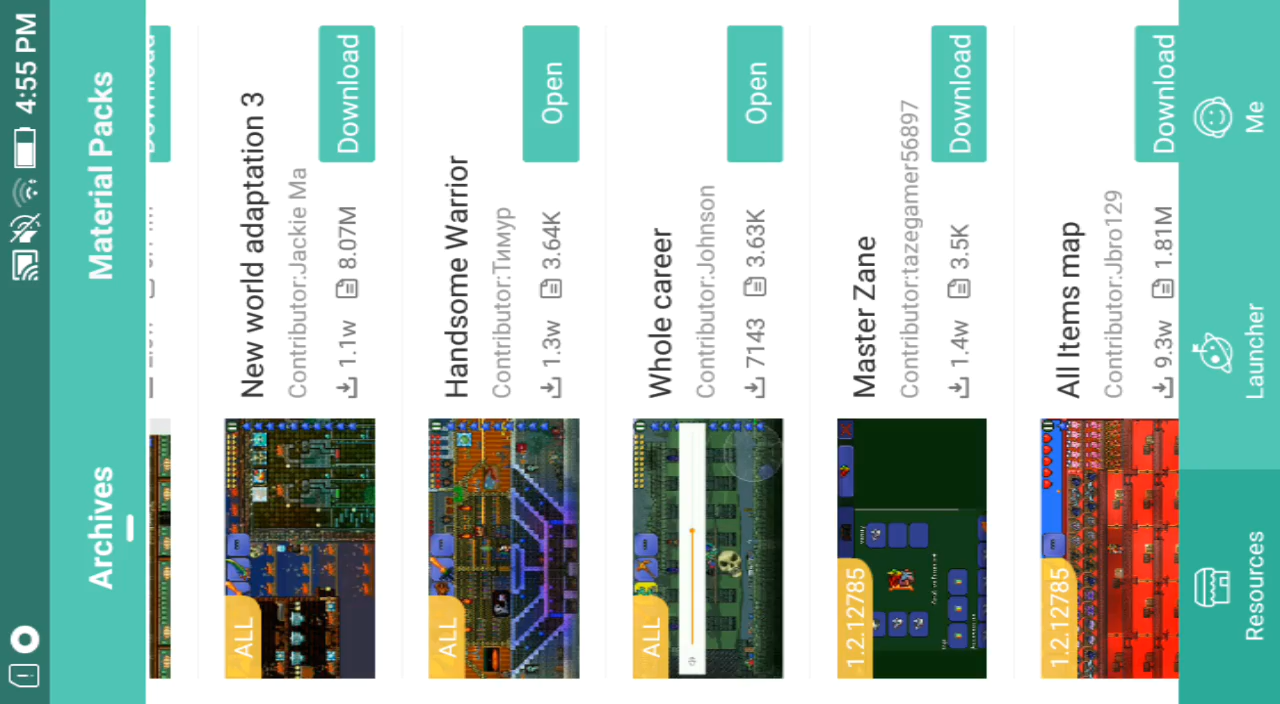 4:55 PM
Archives
Material Packs
Download
ALL
New world adaptation 3
Contributor:Jackie Ma
1.1w 8.07M
Download
ALL
Handsome Warrior
Contributor:Тимур
1.3w 3.64K
Open
ALL
Whole career
Contributor:Johnson
7143 3.63K
Open
1.2.12785
Master Zane
Contributor:tazegamer56897
1.4w 3.5K
Download
1.2.12785
All Items map
Contributor:Jbro129
9.3w 1.81M
Download
Resources
Launcher
Me